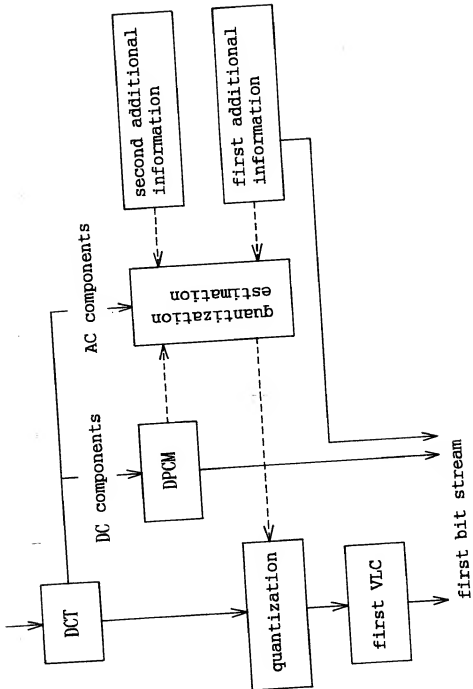 DCT
DC components
AC components
DPCM
quantization
estimation
second additional
information
first additional
information
quantization
first VLC
first bit stream